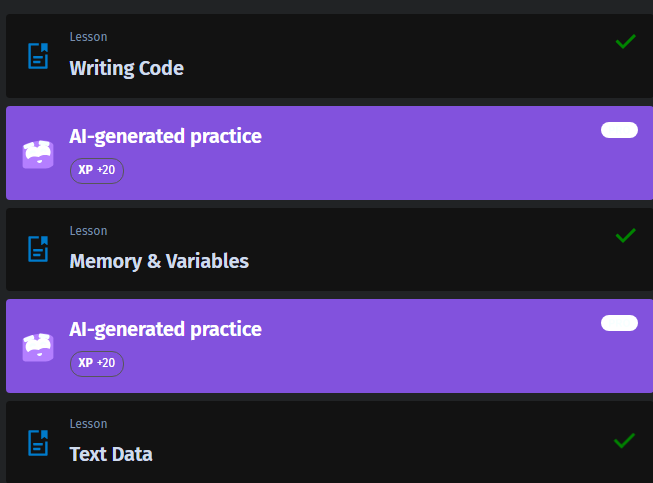 Lesson
Writing Code
AI-generated practice
XP +20
Lesson
Memory & Variables
AI-generated practice
XP +20
Lesson
Text Data